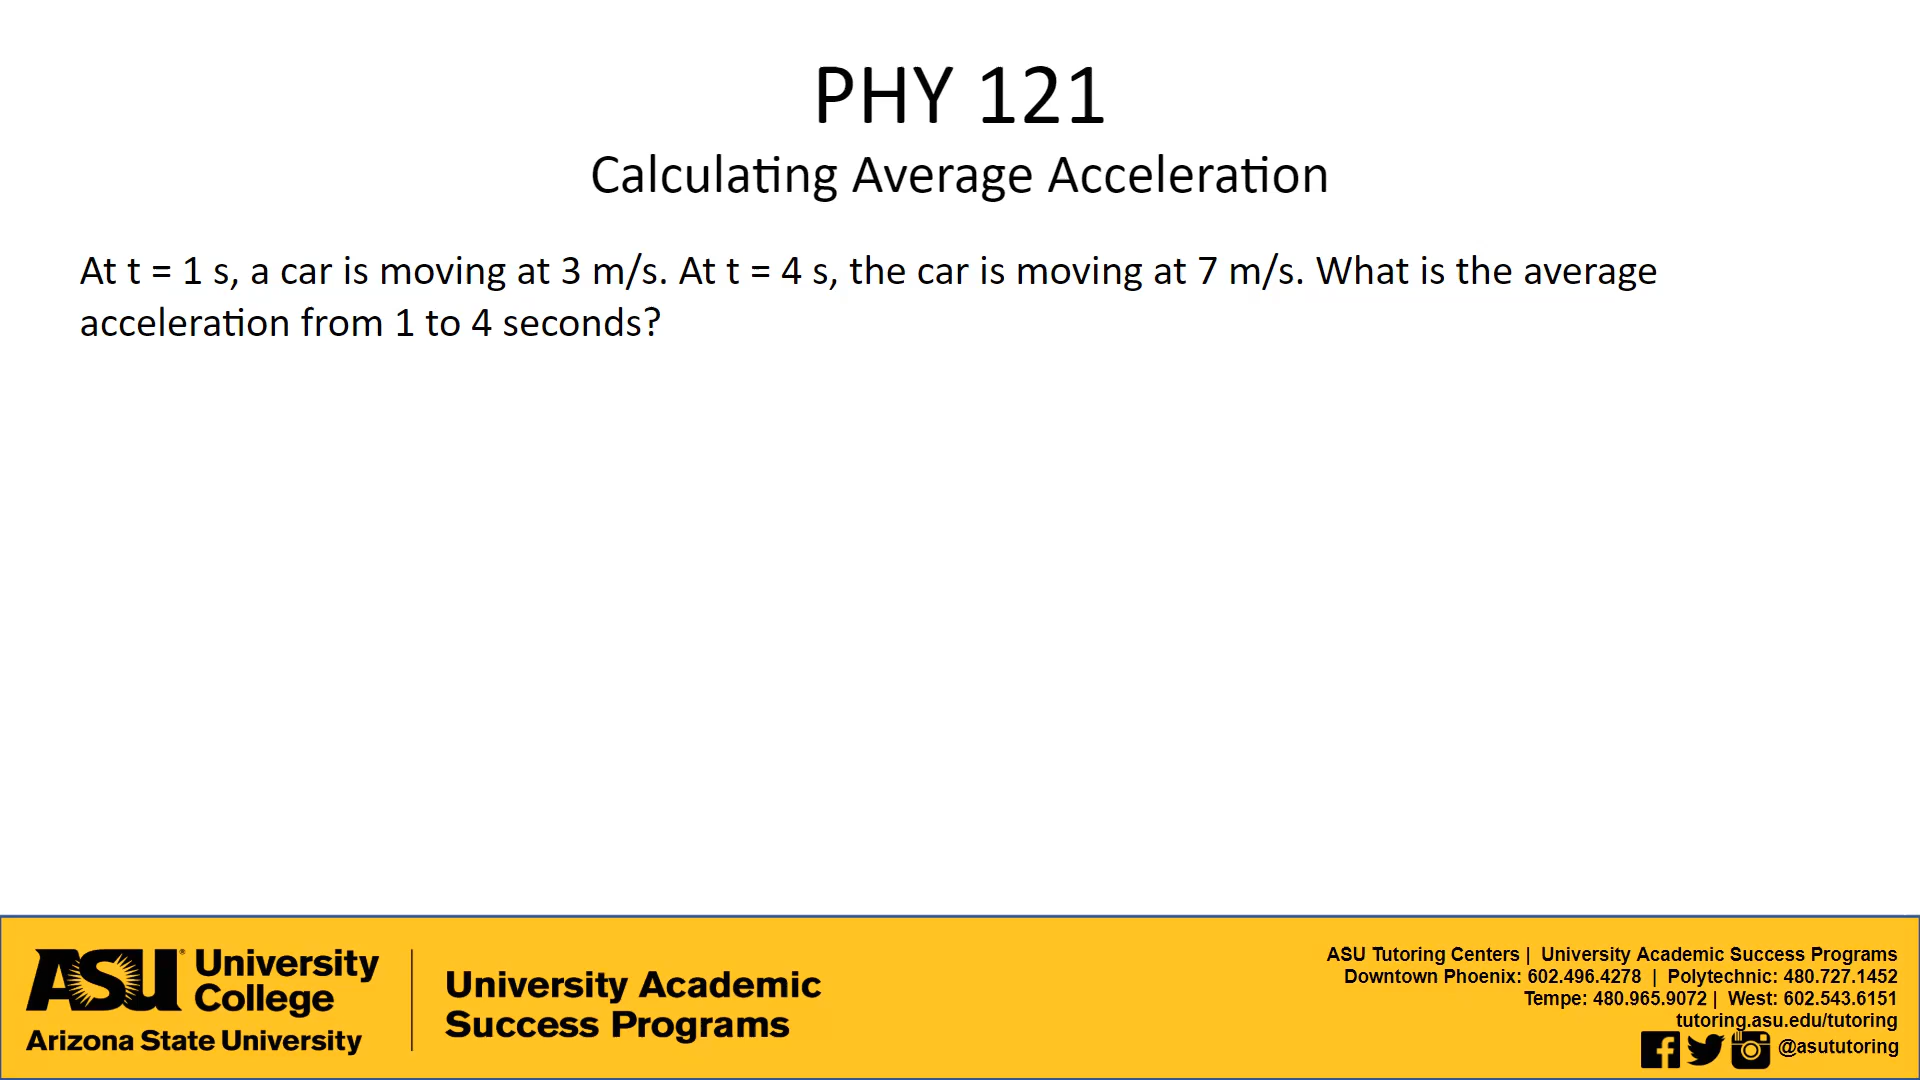 PHY 121
Calculating Average Acceleration
At t = 1 s, a car is moving at 3 m/s. At t = 4 s, the car is moving at 7 m/s. What is the average
acceleration from 1 to 4 seconds?
ASU® University
College
Arizona State University
University Academic
Success Programs
ASU Tutoring Centers | University Academic Success Programs
Downtown Phoenix: 602.496.4278 | Polytechnic: 480.727.1452
Tempe: 480.965.9072 | West: 602.543.6151
tutoring.asu.edu/tutoring
@asututoring